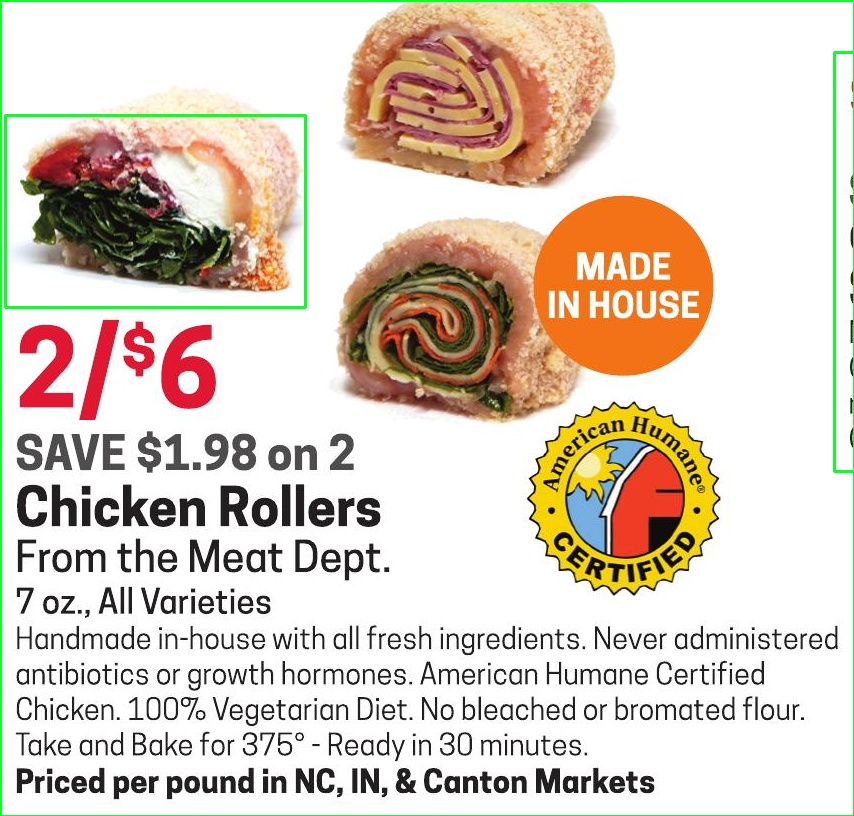 MADE
IN HOUSE
2/$6
SAVE $1.98 on 2
Chicken Rollers
From the Meat Dept.
7 oz., All Varieties
American Humane®
CERTIFIED
Handmade in-house with all fresh ingredients. Never administered
antibiotics or growth hormones. American Humane Certified
Chicken. 100% Vegetarian Diet. No bleached or bromated flour.
Take and Bake for 375° - Ready in 30 minutes.
Priced per pound in NC, IN, & Canton Markets